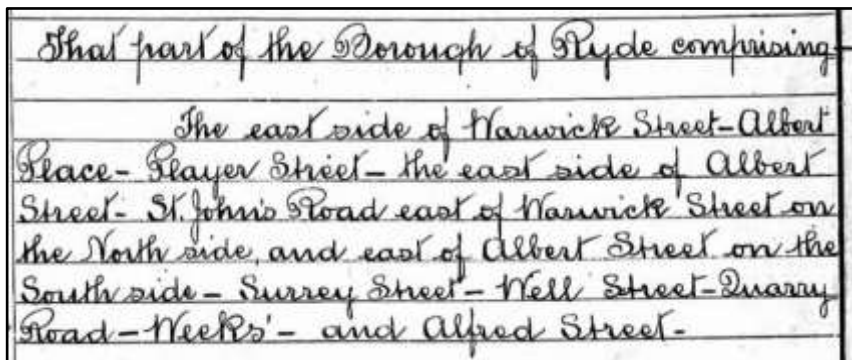 That part of the Borough of Ryde comprising-
The east side of Warwick Street-Albert
Place- Player Street- the east side of Albert
Street- St. John's Road east of Warwick Street on
the North side, and east of Albert Street on the
South side- Surrey Street- Well Street-Quarry
Road-Weeks'- and Alfred Street-